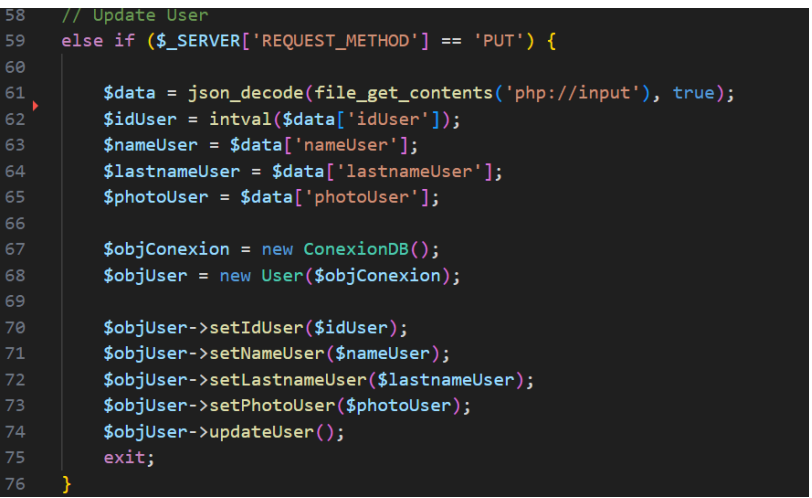 58 // Update User
59 else if ($_SERVER['REQUEST_METHOD'] == 'PUT') {
60
61 $data = json_decode(file_get_contents('php://input'), true);
62 $idUser = intval($data['idUser']);
63 $nameUser = $data['nameUser'];
64 $lastnameUser = $data['lastnameUser'];
65 $photoUser = $data['photoUser'];
66
67 $objConexion = new ConexionDB();
68 $objUser = new User($objConexion);
69
70 $objUser->setIdUser($idUser);
71 $objUser->setNameUser($nameUser);
72 $objUser->setLastnameUser($lastnameUser);
73 $objUser->setPhotoUser($photoUser);
74 $objUser->updateUser();
75 exit;
76 }